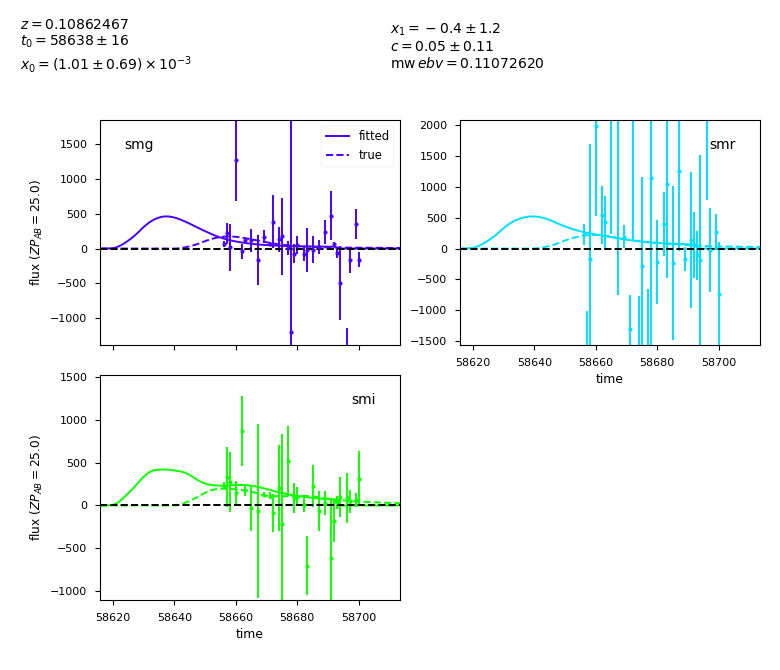 z = 0.10862467
t₀ = 58638 ± 16
x₀ = (1.01 ± 0.69) × 10⁻³
x₁ = −0.4 ± 1.2
c = 0.05 ± 0.11
mw ebv = 0.11072620
smg
fitted
true
1500
1000
500
0
−500
−1000
flux (ZP_AB = 25.0)
smr
2000
1500
1000
500
0
−500
−1000
−1500
58620 58640 58660 58680 58700
time
smi
1500
1000
500
0
−500
−1000
flux (ZP_AB = 25.0)
58620 58640 58660 58680 58700
time